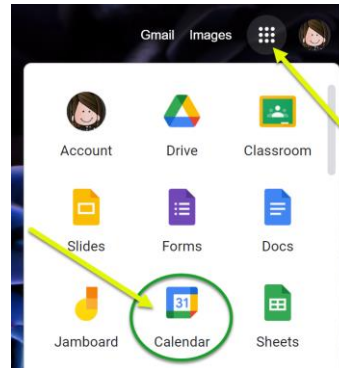 Gmail Images
Account Drive Classroom
Slides Forms Docs
31
Jamboard Calendar Sheets